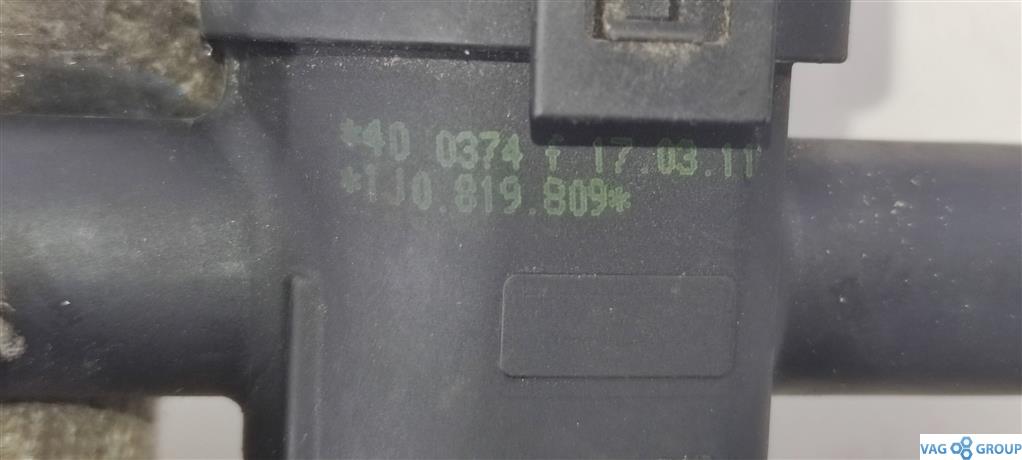 *40 0374 f 17.03.11
*1J0.819.809*
VAG GROUP